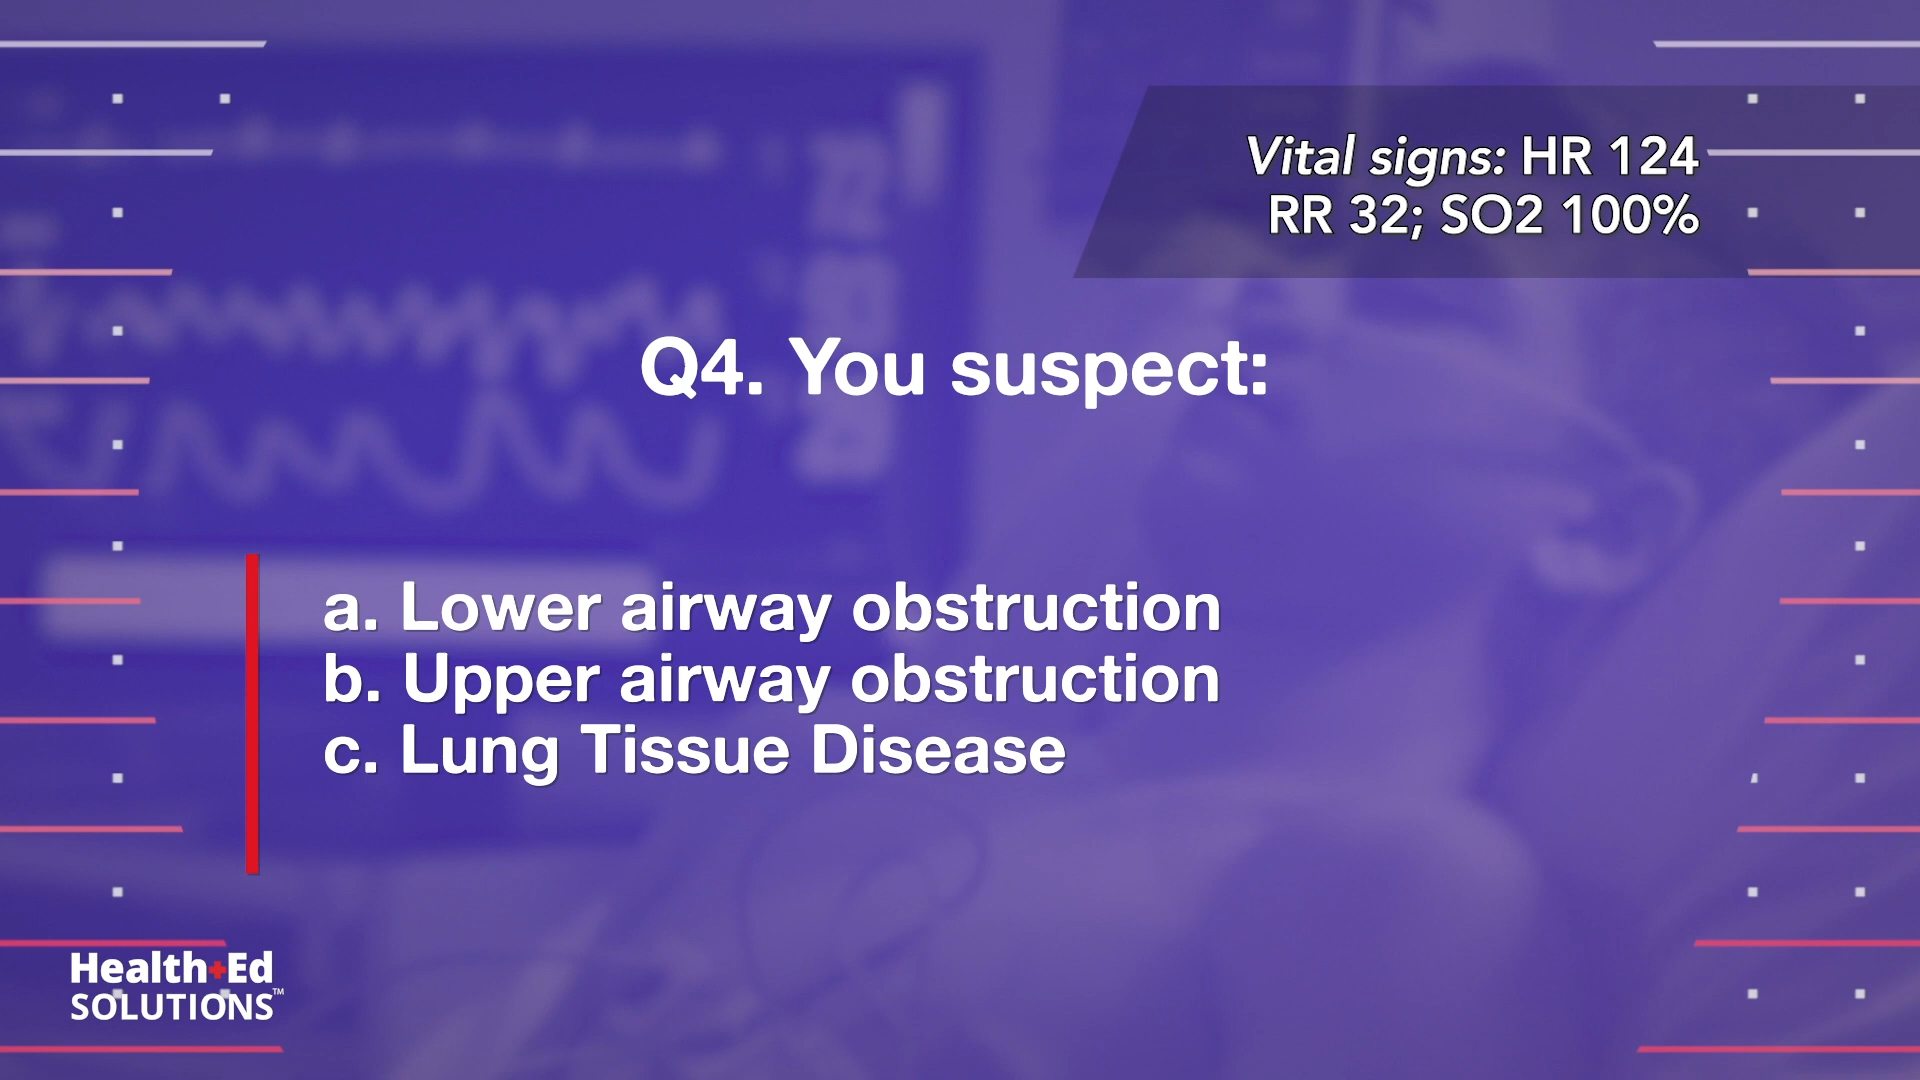 Vital signs: HR 124
RR 32; SO2 100%
Q4. You suspect:
a. Lower airway obstruction
b. Upper airway obstruction
c. Lung Tissue Disease
Health+Ed
SOLUTIONS™